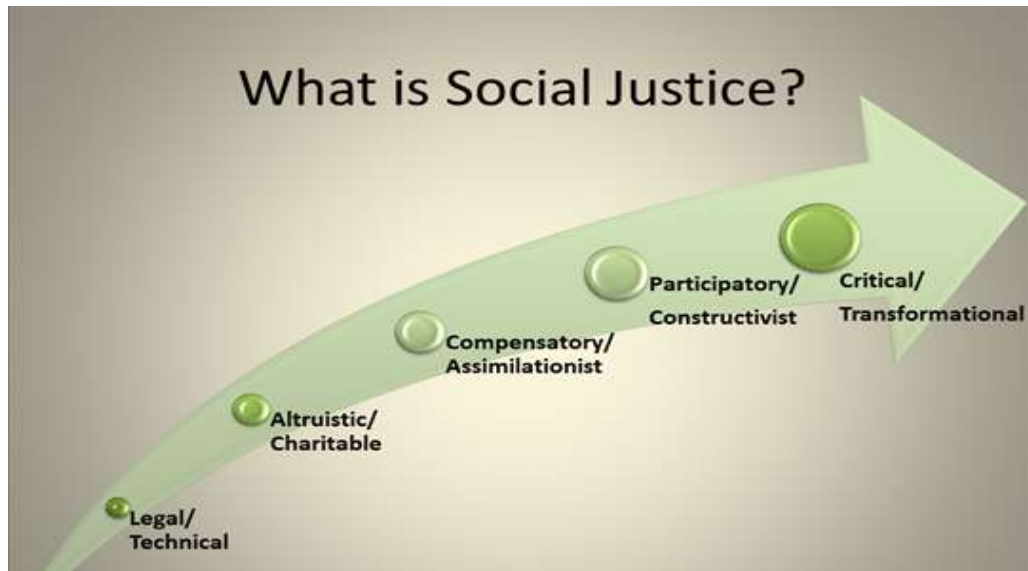 What is Social Justice?
Legal/
Technical
Altruistic/
Charitable
Compensatory/
Assimilationist
Participatory/
Constructivist
Critical/
Transformational